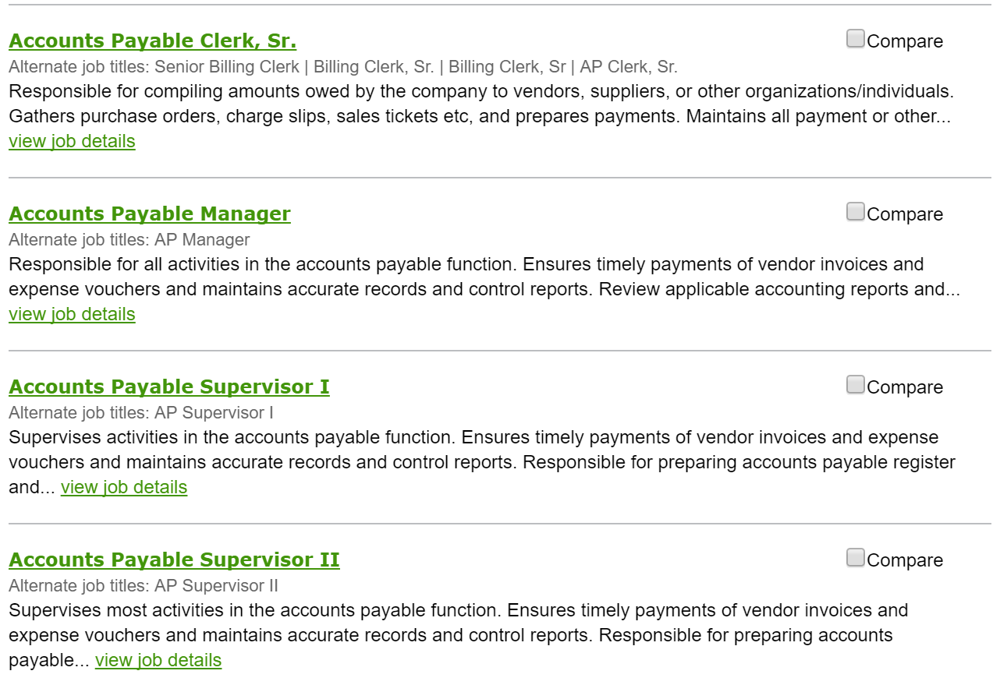 Accounts Payable Clerk, Sr.
Compare
Alternate job titles: Senior Billing Clerk | Billing Clerk, Sr. | Billing Clerk, Sr | AP Clerk, Sr.
Responsible for compiling amounts owed by the company to vendors, suppliers, or other organizations/individuals.
Gathers purchase orders, charge slips, sales tickets etc, and prepares payments. Maintains all payment or other...
view job details
Accounts Payable Manager
Compare
Alternate job titles: AP Manager
Responsible for all activities in the accounts payable function. Ensures timely payments of vendor invoices and
expense vouchers and maintains accurate records and control reports. Review applicable accounting reports and...
view job details
Accounts Payable Supervisor I
Compare
Alternate job titles: AP Supervisor I
Supervises activities in the accounts payable function. Ensures timely payments of vendor invoices and expense
vouchers and maintains accurate records and control reports. Responsible for preparing accounts payable register
and... view job details
Accounts Payable Supervisor II
Compare
Alternate job titles: AP Supervisor II
Supervises most activities in the accounts payable function. Ensures timely payments of vendor invoices and
expense vouchers and maintains accurate records and control reports. Responsible for preparing accounts
payable... view job details